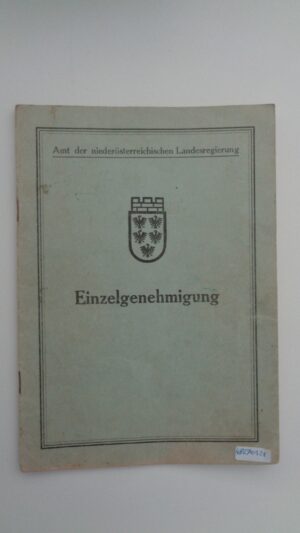 Amt der niederösterreichischen Landesregierung
Einzelgenehmigung